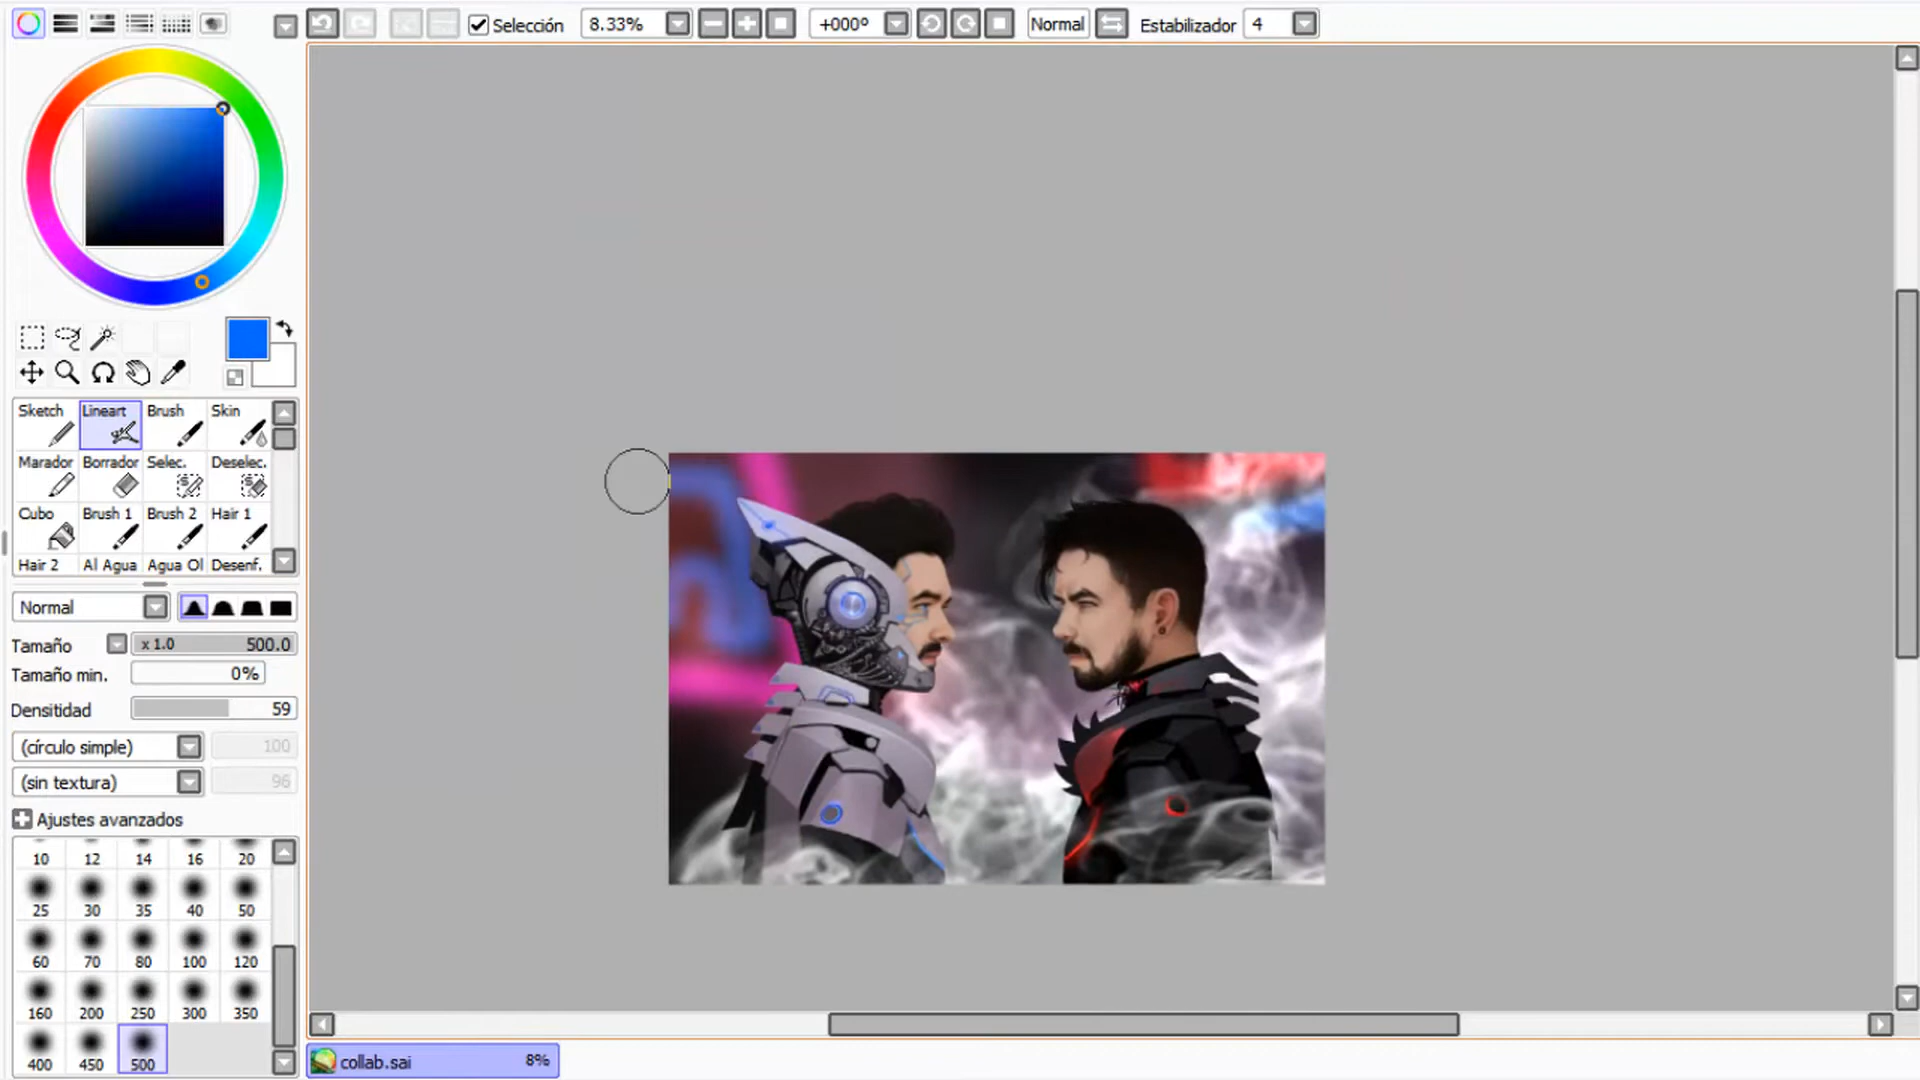 Selección 8.33% +000º Normal Estabilizador 4
Sketch Lineart Brush Skin
Marador Borrador Selec. Deselec.
Cubo Brush 1 Brush 2 Hair 1
Hair 2 Al Agua Agua Ol Desenf.
Normal
Tamaño x 1.0 500.0
Tamaño min. 0%
Densitidad 59
(círculo simple) 100
(sin textura) 96
Ajustes avanzados
10 12 14 16 20
25 30 35 40 50
60 70 80 100 120
160 200 250 300 350
400 450 500
collab.sai 8%